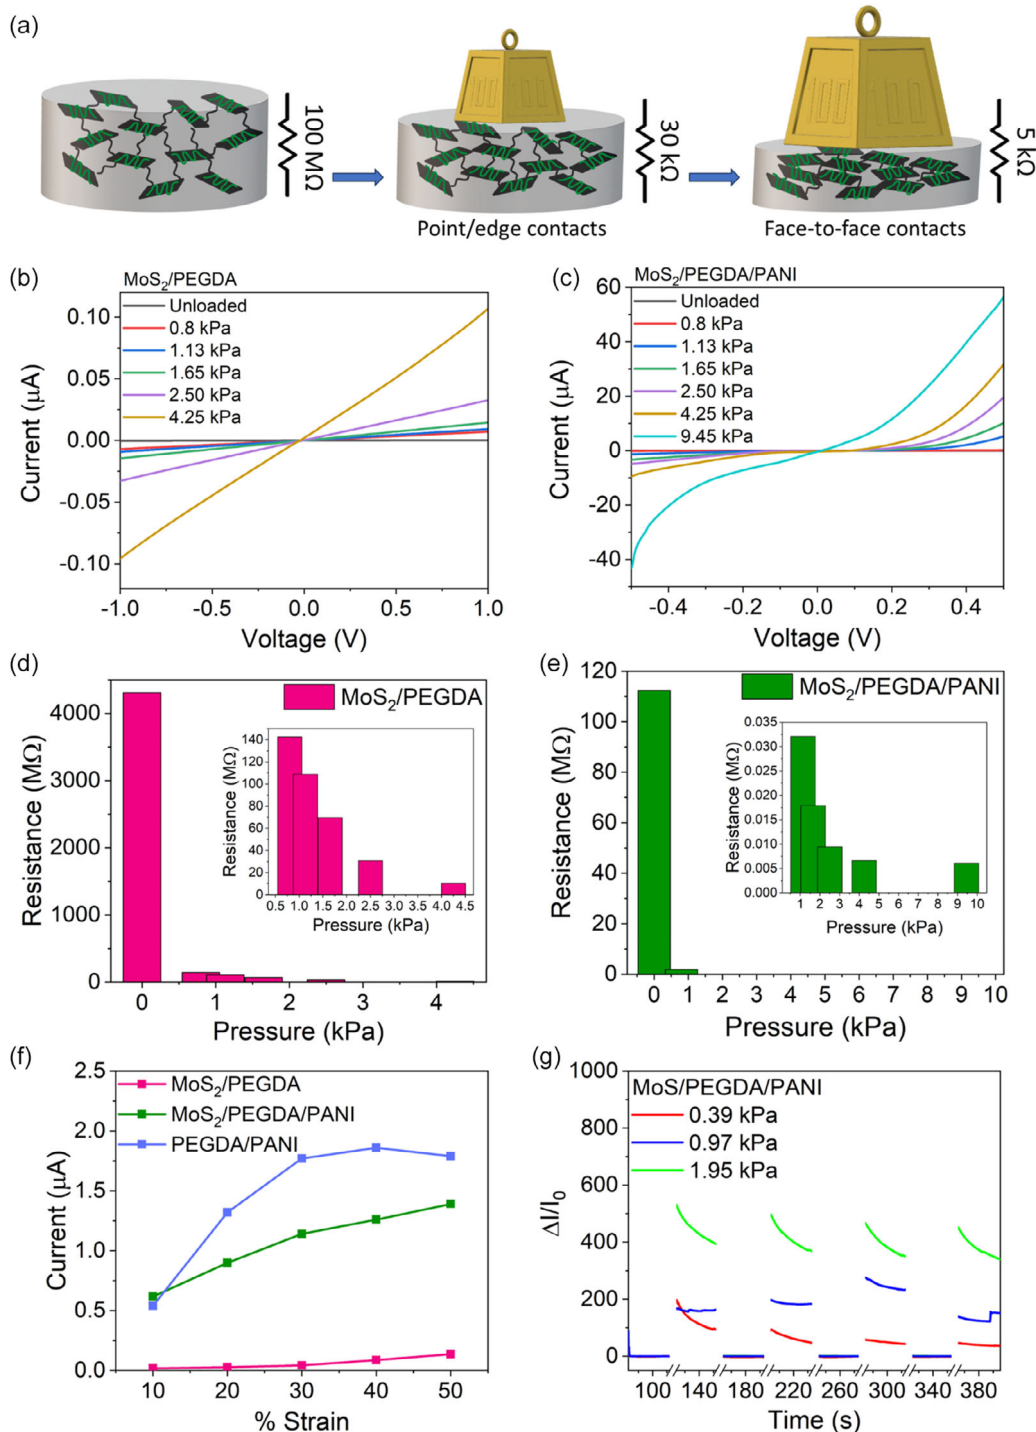 (a)
100 MΩ
30 kΩ
5 kΩ
Point/edge contacts
Face-to-face contacts
(b)
MoS₂/PEGDA
Unloaded
0.8 kPa
1.13 kPa
1.65 kPa
2.50 kPa
4.25 kPa
0.10
0.05
0.00
-0.05
-0.10
Current (μA)
-1.0 -0.5 0.0 0.5 1.0
Voltage (V)
(c)
MoS₂/PEGDA/PANI
Unloaded
0.8 kPa
1.13 kPa
1.65 kPa
2.50 kPa
4.25 kPa
9.45 kPa
60
40
20
0
-20
-40
Current (μA)
-0.4 -0.2 0.0 0.2 0.4
Voltage (V)
(d)
MoS₂/PEGDA
4000
3000
2000
1000
0
Resistance (MΩ)
0 1 2 3 4
Pressure (kPa)
140
120
100
80
60
40
20
0
Resistance (MΩ)
0.5 1.0 1.5 2.0 2.5 3.0 3.5 4.0 4.5
Pressure (kPa)
(e)
MoS₂/PEGDA/PANI
120
100
80
60
40
20
0
Resistance (MΩ)
0 1 2 3 4 5 6 7 8 9 10
Pressure (kPa)
0.035
0.030
0.025
0.020
0.015
0.010
0.005
0.000
Resistance (MΩ)
1 2 3 4 5 6 7 8 9 10
Pressure (kPa)
(f)
MoS₂/PEGDA
MoS₂/PEGDA/PANI
PEGDA/PANI
2.5
2.0
1.5
1.0
0.5
0.0
Current (μA)
10 20 30 40 50
% Strain
(g)
MoS/PEGDA/PANI
0.39 kPa
0.97 kPa
1.95 kPa
1000
800
600
400
200
0
ΔI/I₀
100 140 180 220 260 300 340 380
Time (s)